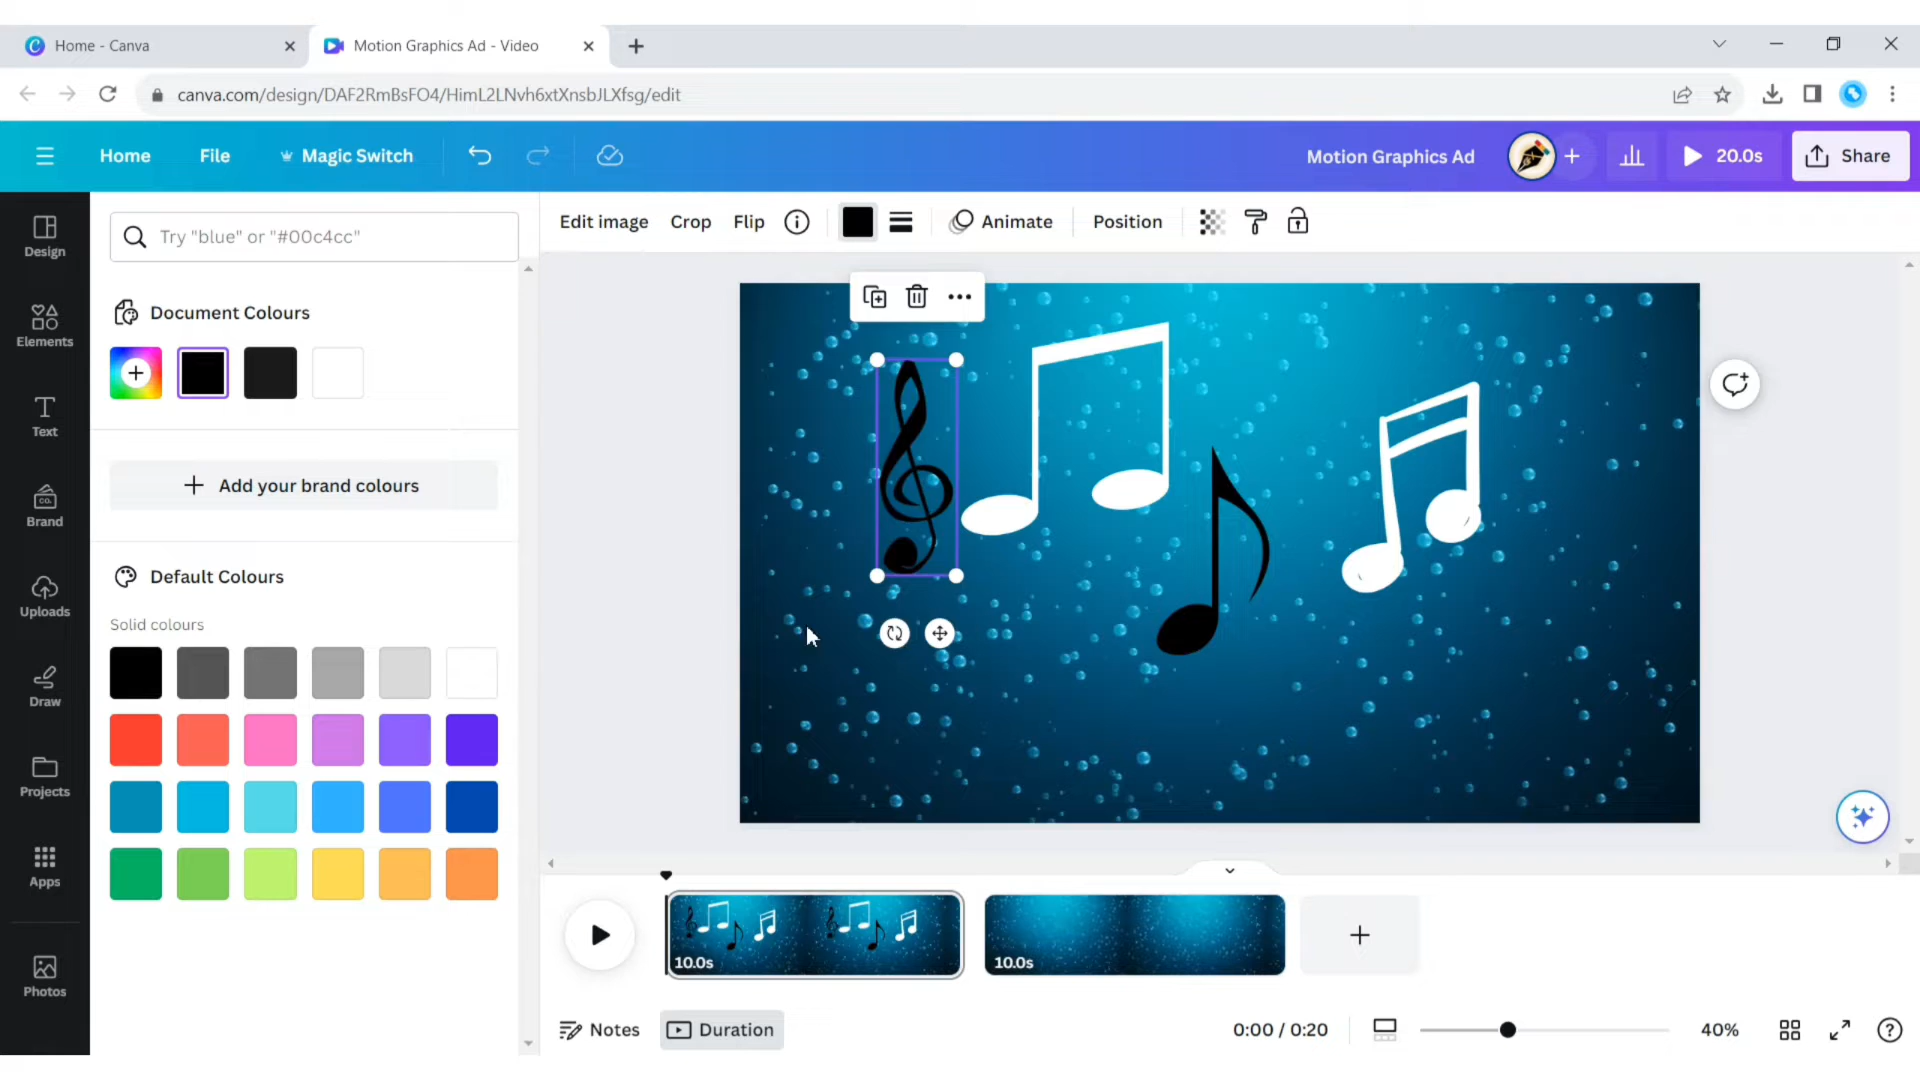 Home - Canva
Motion Graphics Ad - Video
canva.com/design/DAF2RmBsFO4/HimL2LNvh6xtXnsbJLXfsg/edit
Home
File
Magic Switch
Motion Graphics Ad
20.0s
Share
Design
Elements
Text
CO.
Brand
Uploads
Draw
Projects
Apps
Photos
Try "blue" or "#00c4cc"
Document Colours
Add your brand colours
Default Colours
Solid colours
Edit image
Crop
Flip
Animate
Position
10.0s
10.0s
Notes
Duration
0:00 / 0:20
40%